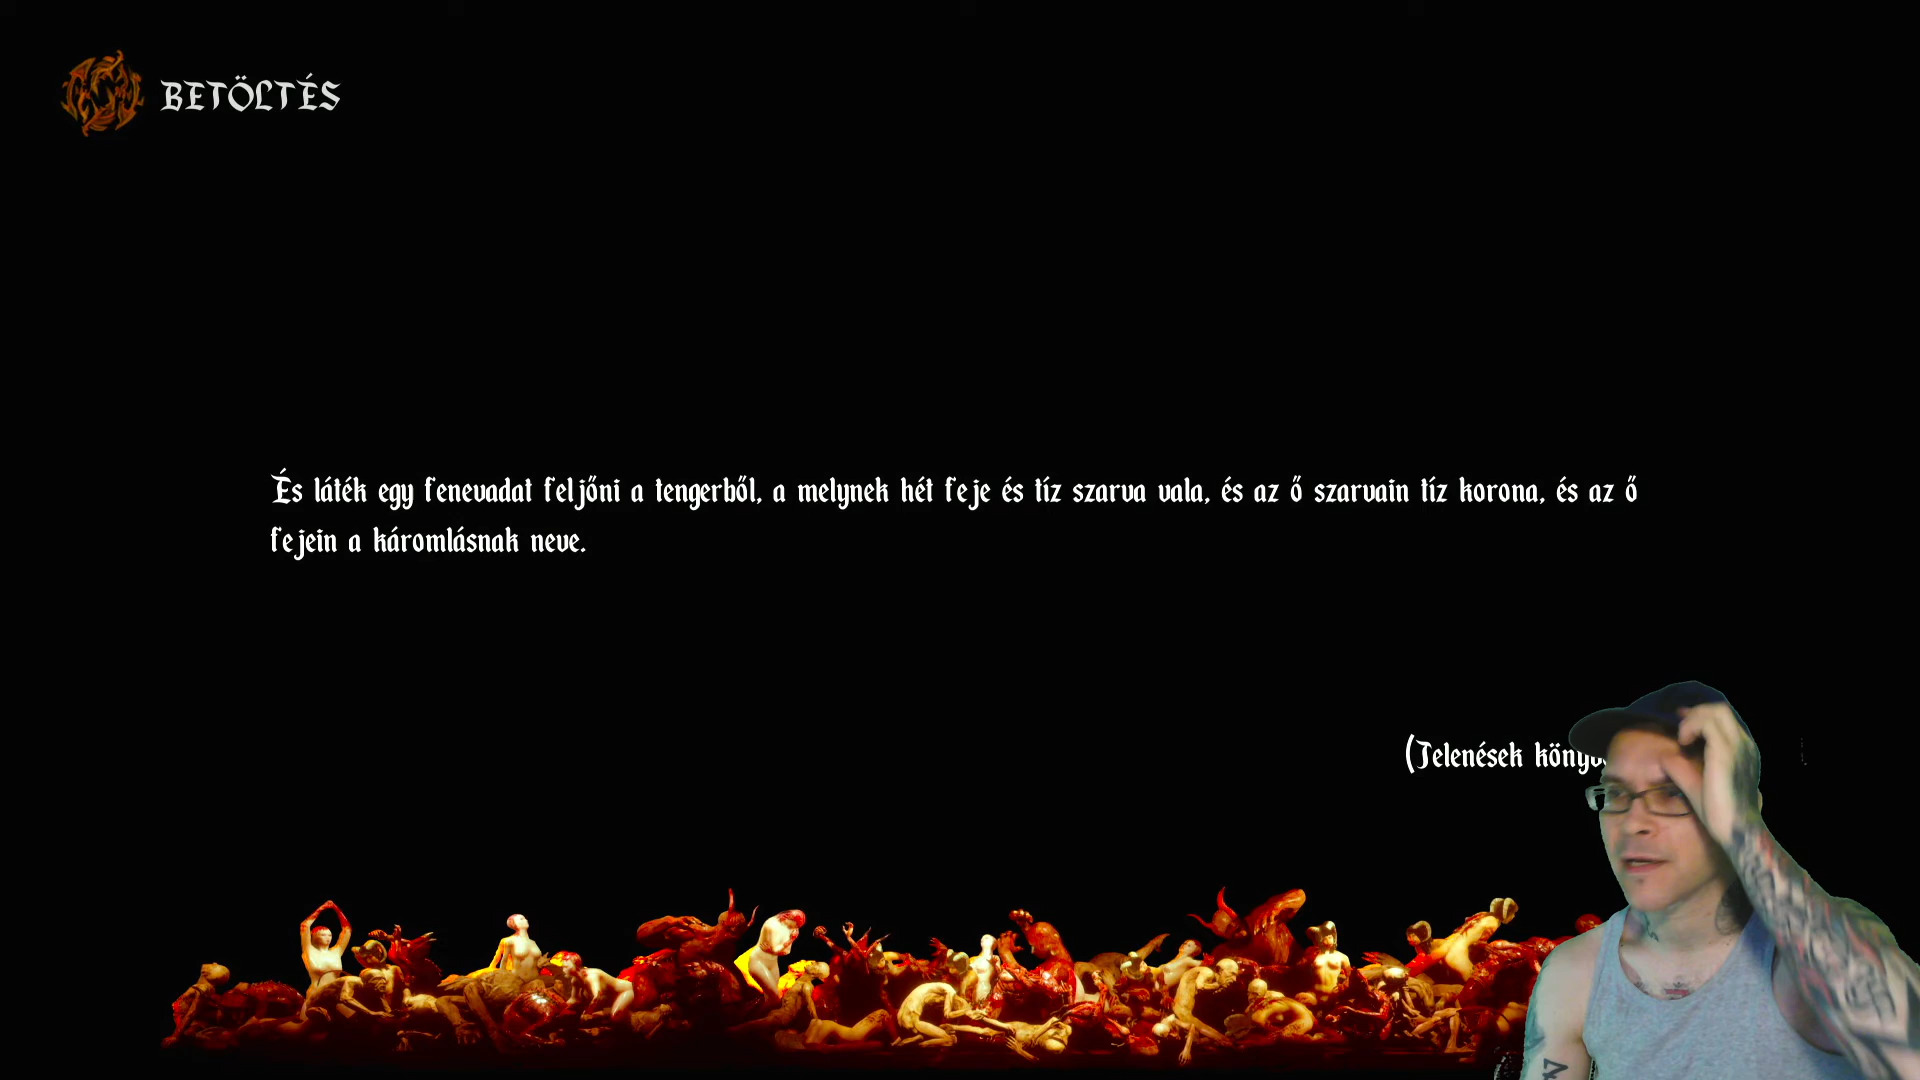 BETÖLTÉS
És láték egy fenevadat feljőni a tengerből, a melynek hét feje és tíz szarva vala, és az ő szarvain tíz korona, és az ő
fejein a káromlásnak neve.
(Jelenések